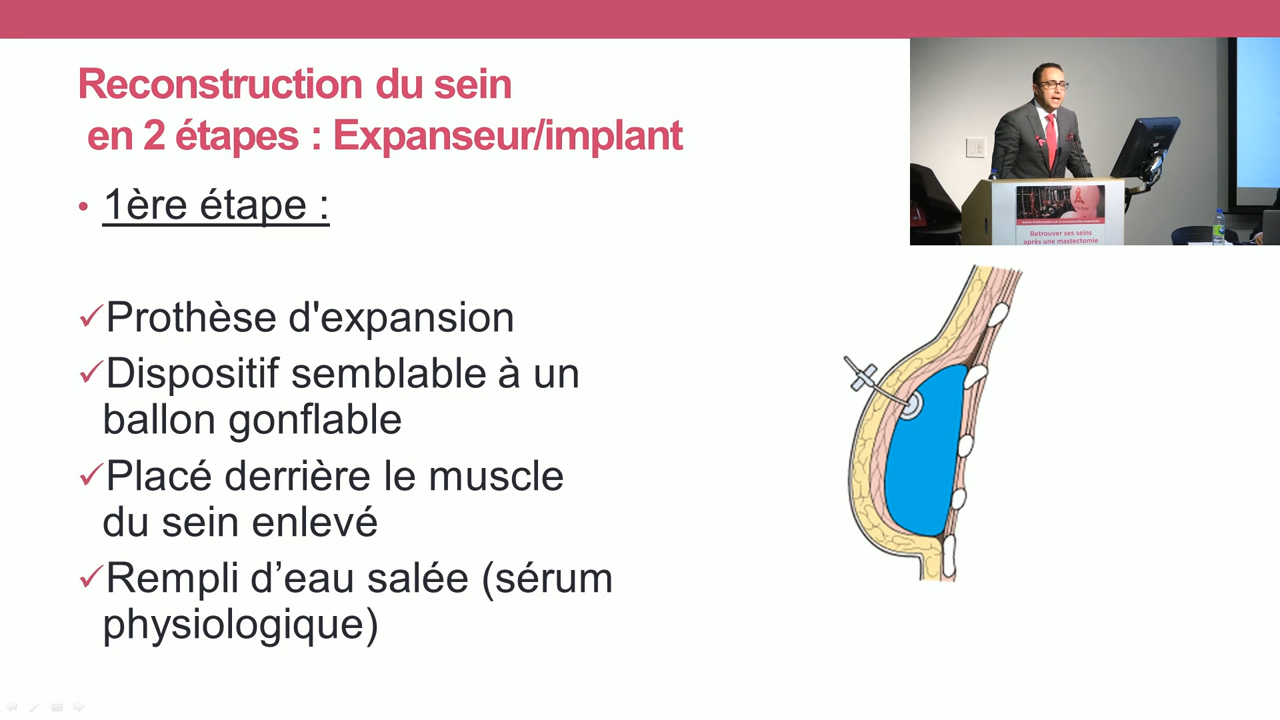 Reconstruction du sein
en 2 étapes : Expanseur/implant
• 1ère étape :
✓Prothèse d'expansion
✓Dispositif semblable à un
ballon gonflable
✓Placé derrière le muscle
du sein enlevé
✓Rempli d’eau salée (sérum
physiologique)
Retrouver ses seins
après une mastectomie